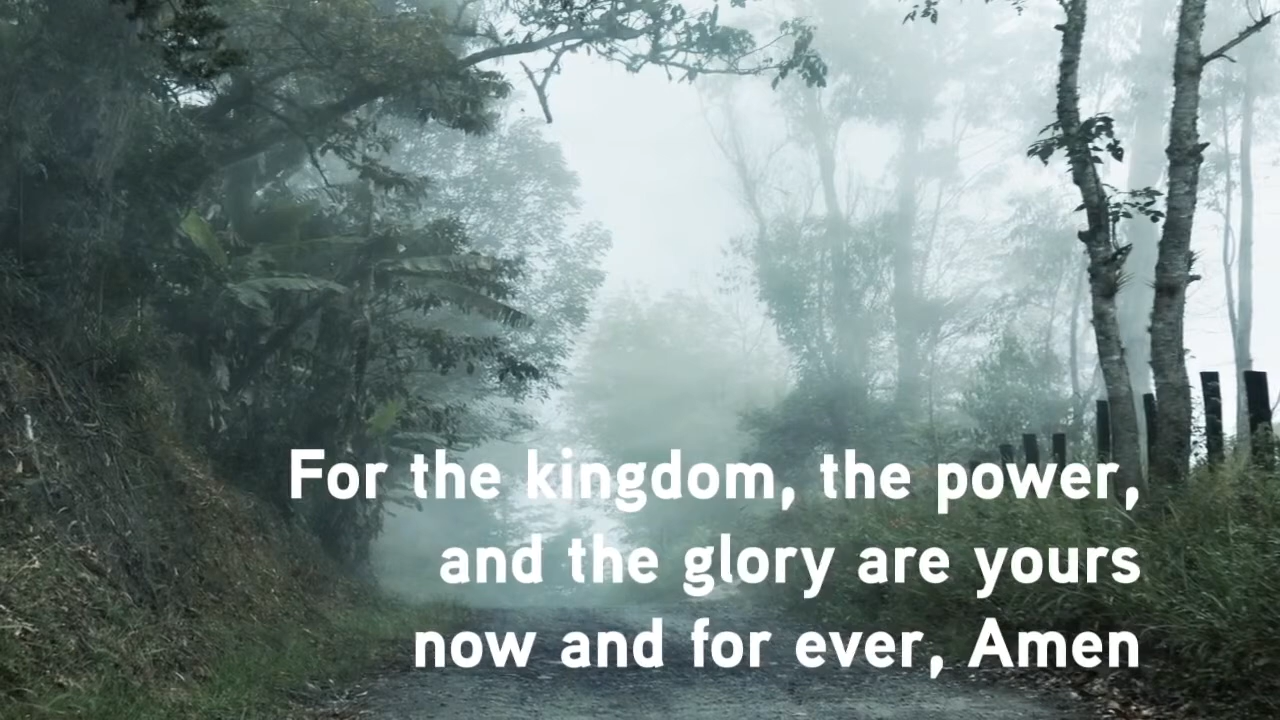 For the kingdom, the power,
and the glory are yours
now and for ever, Amen